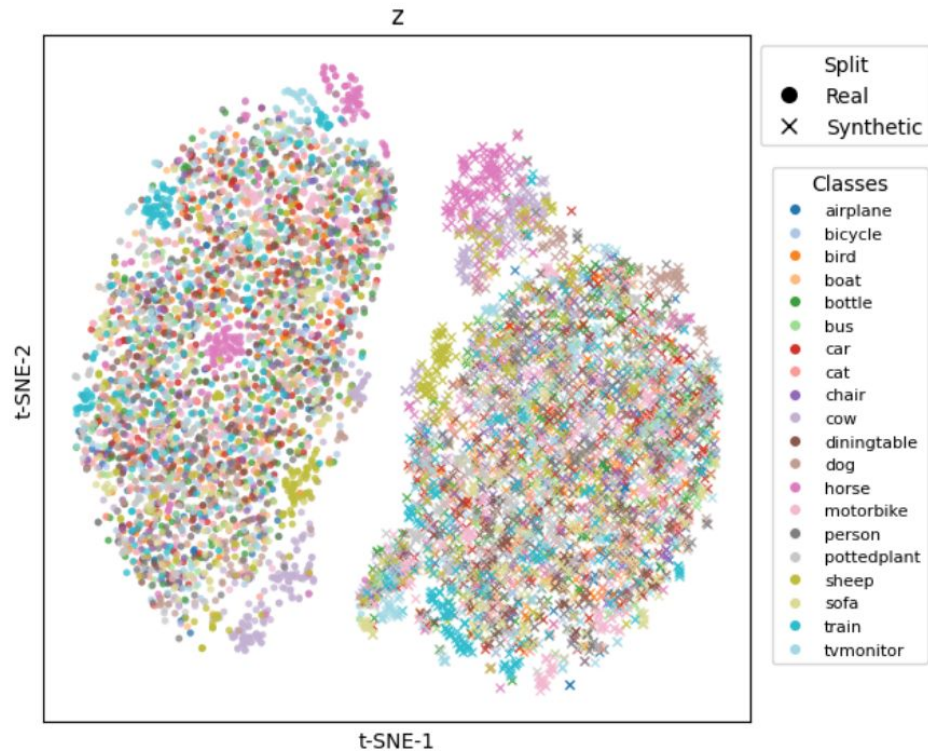 z
t-SNE-2
t-SNE-1
Split
Real
Synthetic
Classes
airplane
bicycle
bird
boat
bottle
bus
car
cat
chair
cow
diningtable
dog
horse
motorbike
person
pottedplant
sheep
sofa
train
tvmonitor